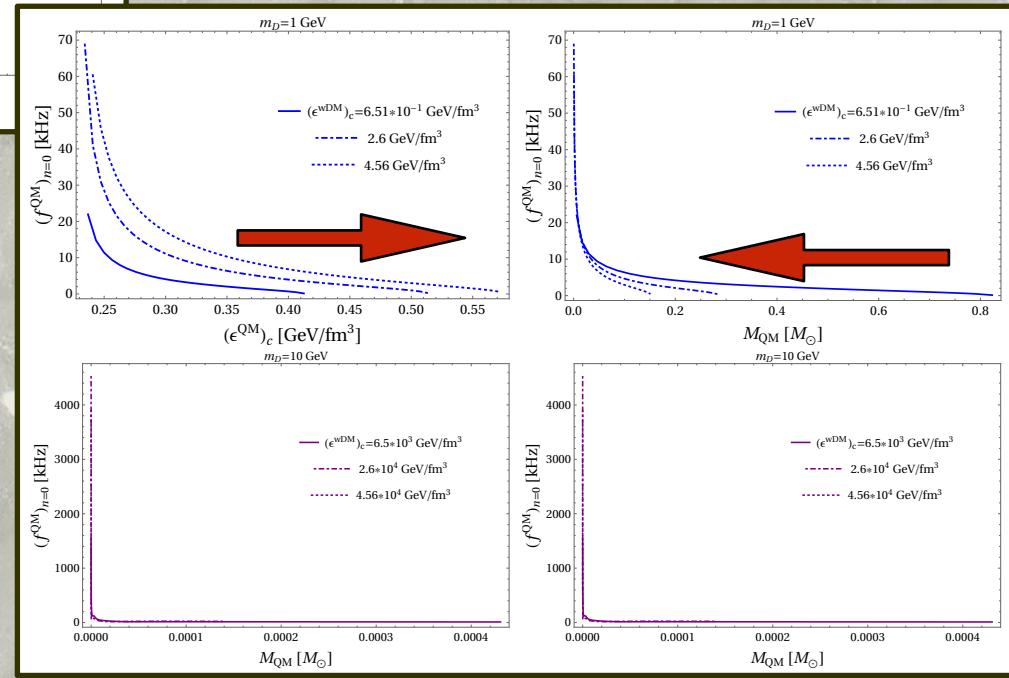 m_D=1 GeV
(f^QM)_n=0 [kHz]
70
60
50
40
30
20
10
0
(ϵ^wDM)_c=6.51*10^-1 GeV/fm^3
2.6 GeV/fm^3
4.56 GeV/fm^3
0.25 0.30 0.35 0.40 0.45 0.50 0.55
(ϵ^QM)_c [GeV/fm^3]
m_D=1 GeV
(f^QM)_n=0 [kHz]
70
60
50
40
30
20
10
0
(ϵ^wDM)_c=6.51*10^-1 GeV/fm^3
2.6 GeV/fm^3
4.56 GeV/fm^3
0.0 0.2 0.4 0.6 0.8
M_QM [M_⊙]
m_D=10 GeV
(f^QM)_n=0 [kHz]
4000
3000
2000
1000
0
(ϵ^wDM)_c=6.5*10^3 GeV/fm^3
2.6*10^4 GeV/fm^3
4.56*10^4 GeV/fm^3
0.0000 0.0001 0.0002 0.0003 0.0004
M_QM [M_⊙]
m_D=10 GeV
(f^QM)_n=0 [kHz]
4000
3000
2000
1000
0
(ϵ^wDM)_c=6.5*10^3 GeV/fm^3
2.6*10^4 GeV/fm^3
4.56*10^4 GeV/fm^3
0.0000 0.0001 0.0002 0.0003 0.0004
M_QM [M_⊙]